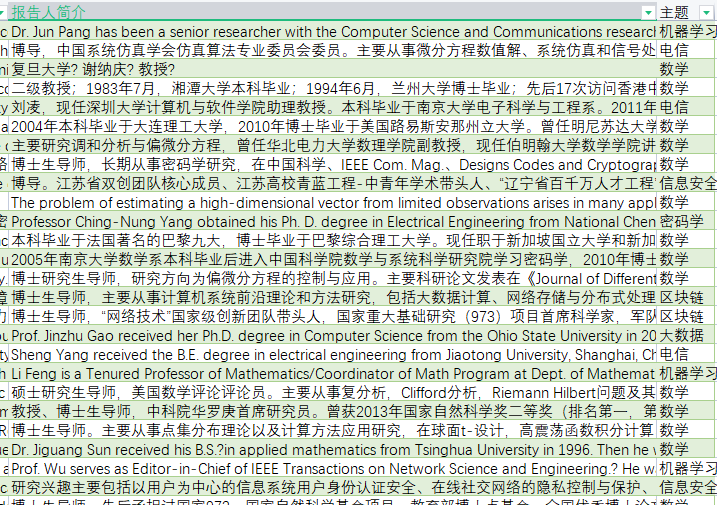 报告人简介 主题
Dr. Jun Pang has been a senior researcher with the Computer Science and Communications research 机器学习
博导，中国系统仿真学会仿真算法专业委员会委员。主要从事微分方程数值解、系统仿真和信号处 电信
复旦大学? 谢纳庆? 教授? 数学
二级教授；1983年7月，湘潭大学本科毕业；1994年6月，兰州大学博士毕业；先后17次访问香港中 数学
刘凌，现任深圳大学计算机与软件学院助理教授。本科毕业于南京大学电子科学与工程系。2011年 电信
2004年本科毕业于大连理工大学，2010年博士毕业于美国路易斯安那州立大学。曾任明尼苏达大学 数学
主要研究调和分析与偏微分方程，曾任华北电力大学数理学院副教授，现任伯明翰大学数学学院讲 数学
博士生导师，长期从事密码学研究，在中国科学、IEEE Com. Mag.、Designs Codes and Cryptograp 数学
博导。江苏省双创团队核心成员、江苏高校青蓝工程-中青年学术带头人、“辽宁省百千万人才工程” 信息安全
The problem of estimating a high-dimensional vector from limited observations arises in many appl 数学
Professor Ching-Nung Yang obtained his Ph. D. degree in Electrical Engineering from National Chen 密码学
本科毕业于法国著名的巴黎九大，博士毕业于巴黎综合理工大学。现任职于新加坡国立大学和新加 数学
2005年南京大学数学系本科毕业后进入中国科学院数学与系统科学研究院学习密码学，2010年博士 数学
博士研究生导师，研究方向为偏微分方程的控制与应用。主要科研论文发表在《Journal of Different 数学
博士生导师，主要从事计算机系统前沿理论和方法研究，包括大数据计算、网络存储与分布式处理 区块链
博士生导师，“网络技术”国家级创新团队带头人，国家重大基础研究（973）项目首席科学家，军队 区块链
Prof. Jinzhu Gao received her Ph.D. degree in Computer Science from the Ohio State University in 20 大数据
Sheng Yang received the B.E. degree in electrical engineering from Jiaotong University, Shanghai, Ch 电信
Li Feng is a Tenured Professor of Mathematics/Coordinator of Math Program at Dept. of Mathemat 机器学习
硕士研究生导师，美国数学评论评论员。主要从事复分析，Clifford分析，Riemann Hilbert问题及其 数学
教授、博士生导师，中科院华罗庚首席研究员。曾获2013年国家自然科学奖二等奖（排名第一，第 数学
博士生导师。主要从事点集分布理论以及计算方法应用研究，在球面t-设计，高震荡函数积分计算 数学
Dr. Jiguang Sun received his B.S.?in applied mathematics from Tsinghua University in 1996. Then he w 数学
Prof. Wu serves as Editor-in-Chief of IEEE Transactions on Network Science and Engineering.? He wa 机器学习
研究兴趣主要包括以用户为中心的信息系统用户身份认证安全、在线社交网络的隐私控制与保护、 信息安全